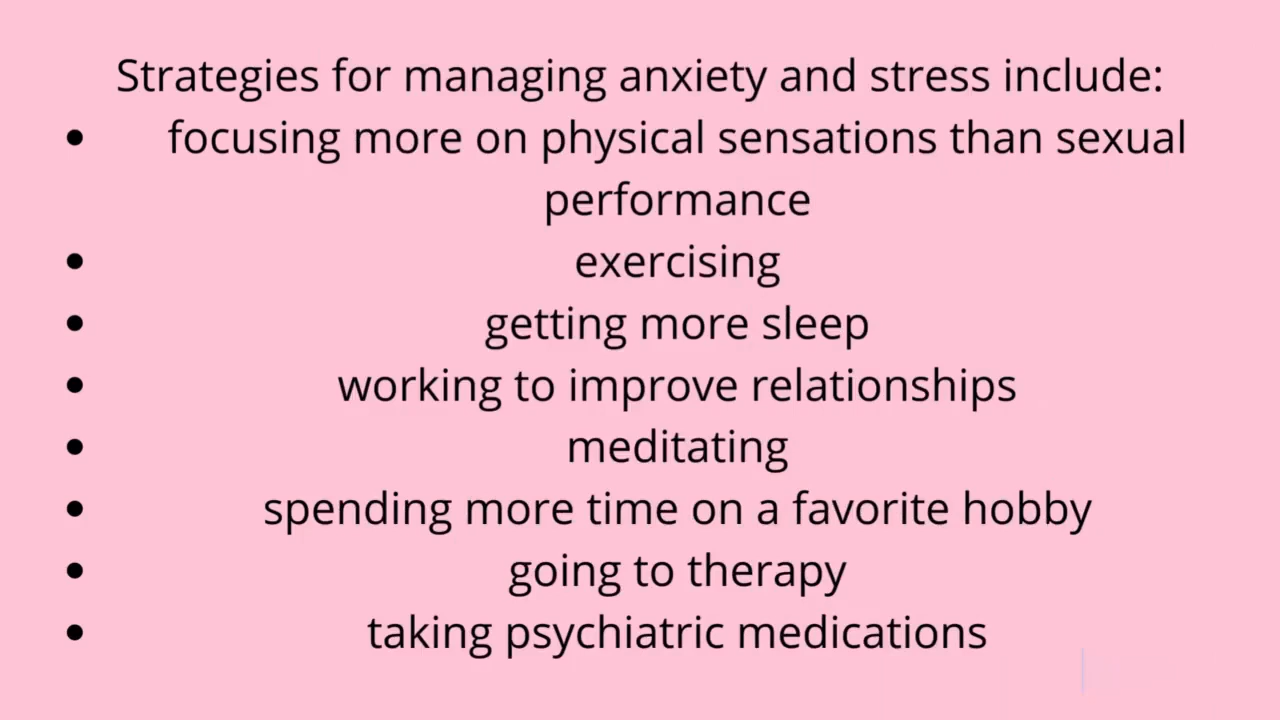 Strategies for managing anxiety and stress include:
• focusing more on physical sensations than sexual
performance
• exercising
• getting more sleep
• working to improve relationships
• meditating
• spending more time on a favorite hobby
• going to therapy
• taking psychiatric medications